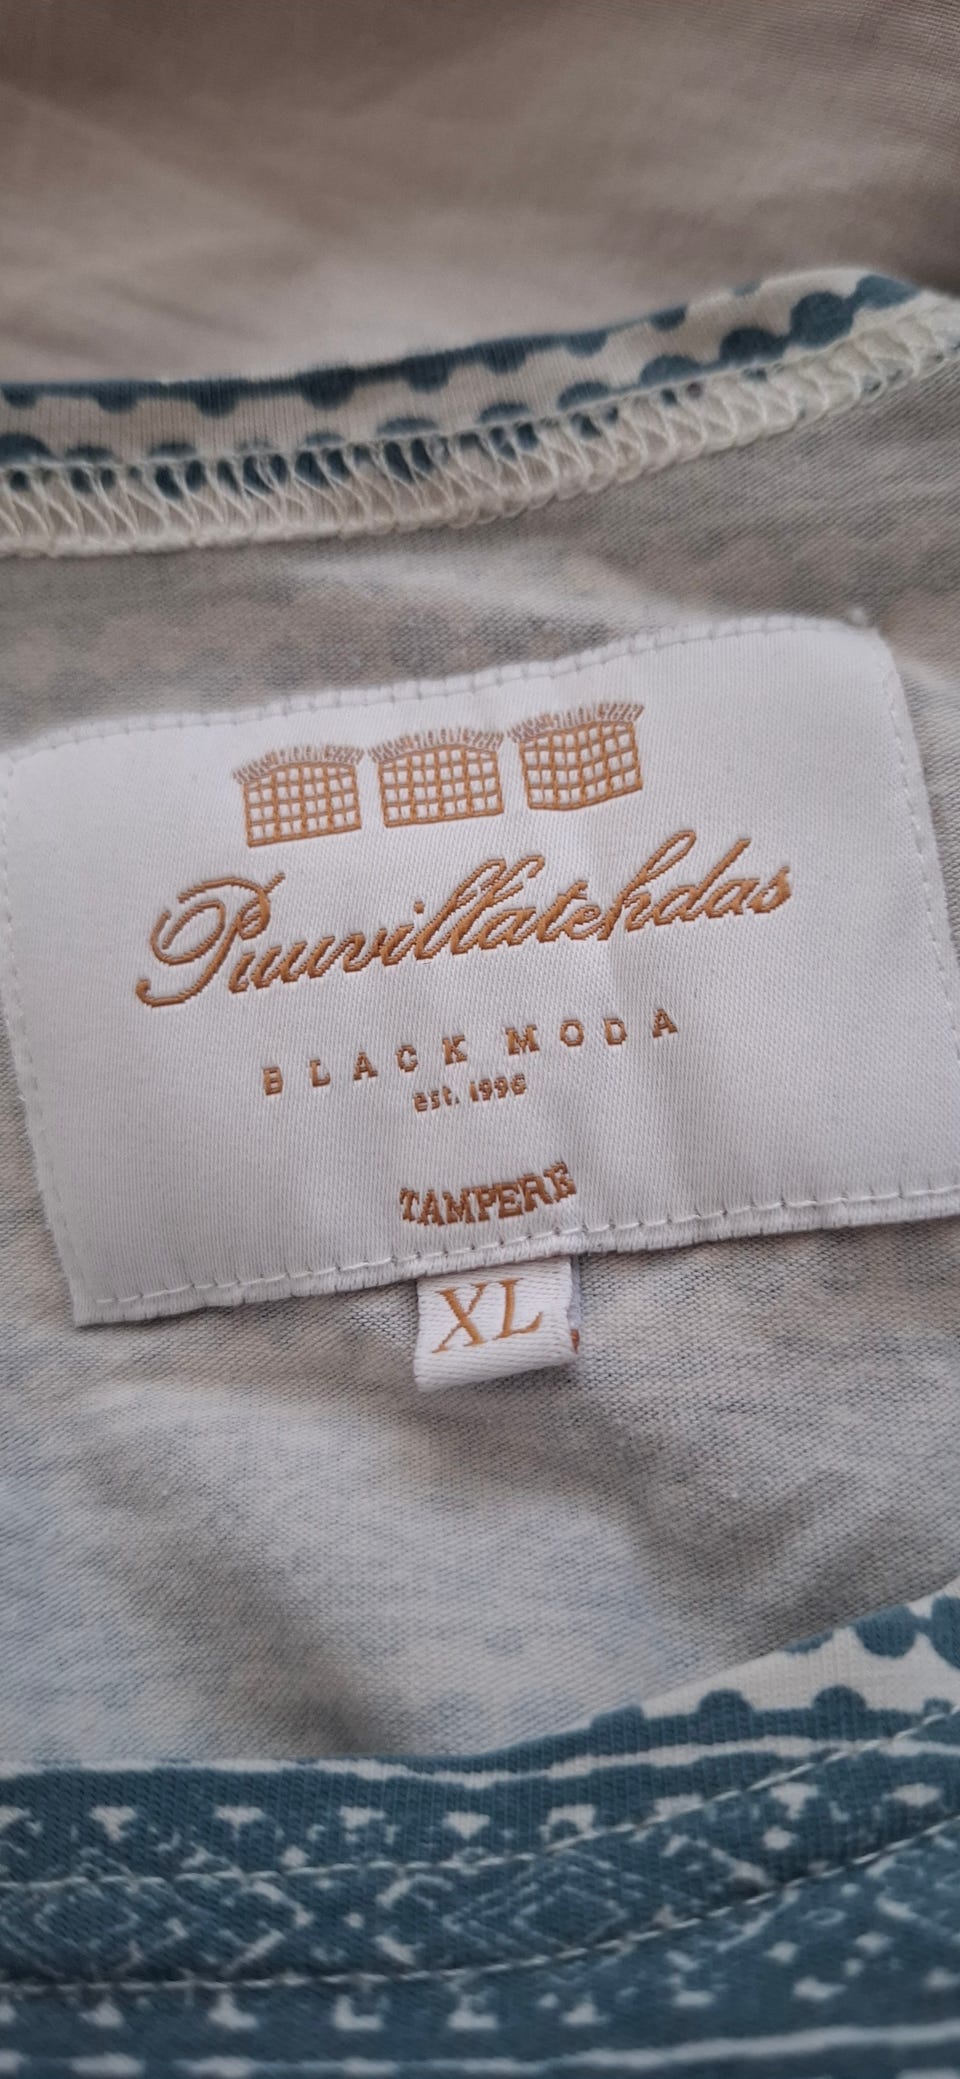 Puuvillatehdas
BLACK MODA
est. 1996
TAMPERE
XL